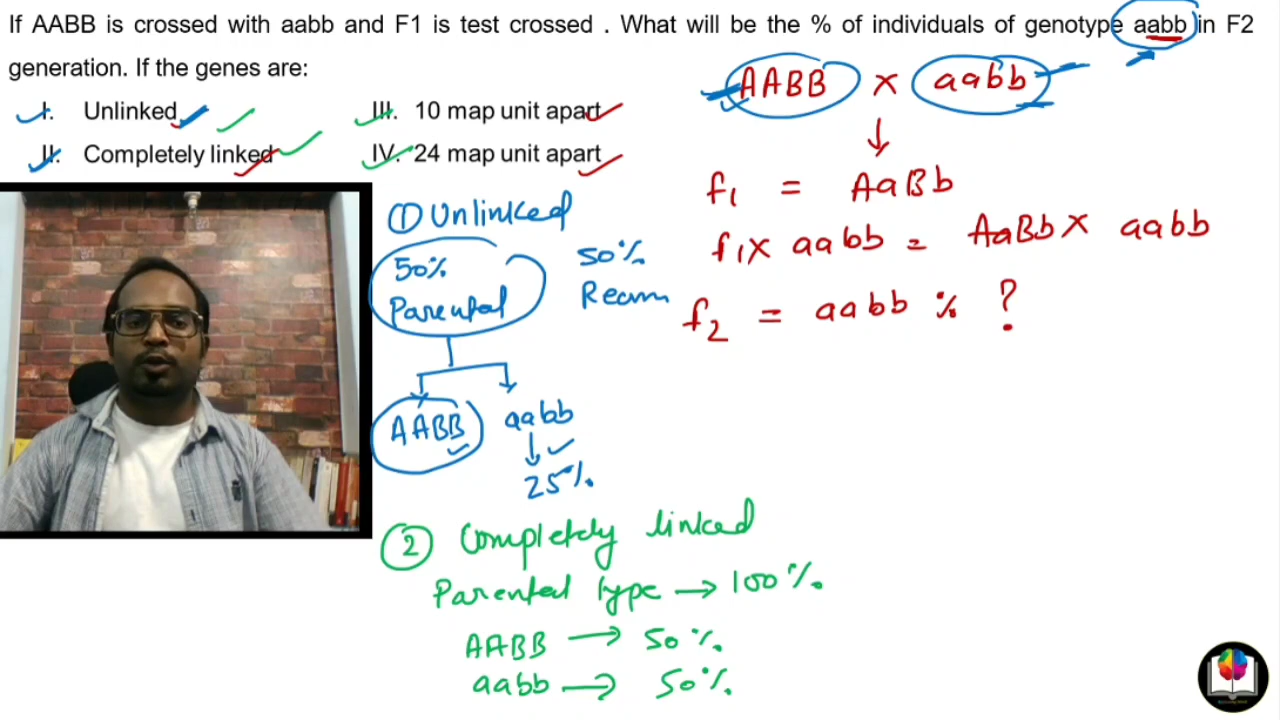 If AABB is crossed with aabb and F1 is test crossed . What will be the % of individuals of genotype aabb in F2
generation. If the genes are:
I. Unlinked
III. 10 map unit apart
II. Completely linked
IV. 24 map unit apart
AABB x aabb
f1 = AaBb
f1x aabb = AaBb x aabb
f2 = aabb % ?
① Unlinked
50% Parental
50% Recom
AABB aabb
25%
② Completely linked
Parental type → 100%
AABB → 50%
aabb → 50%